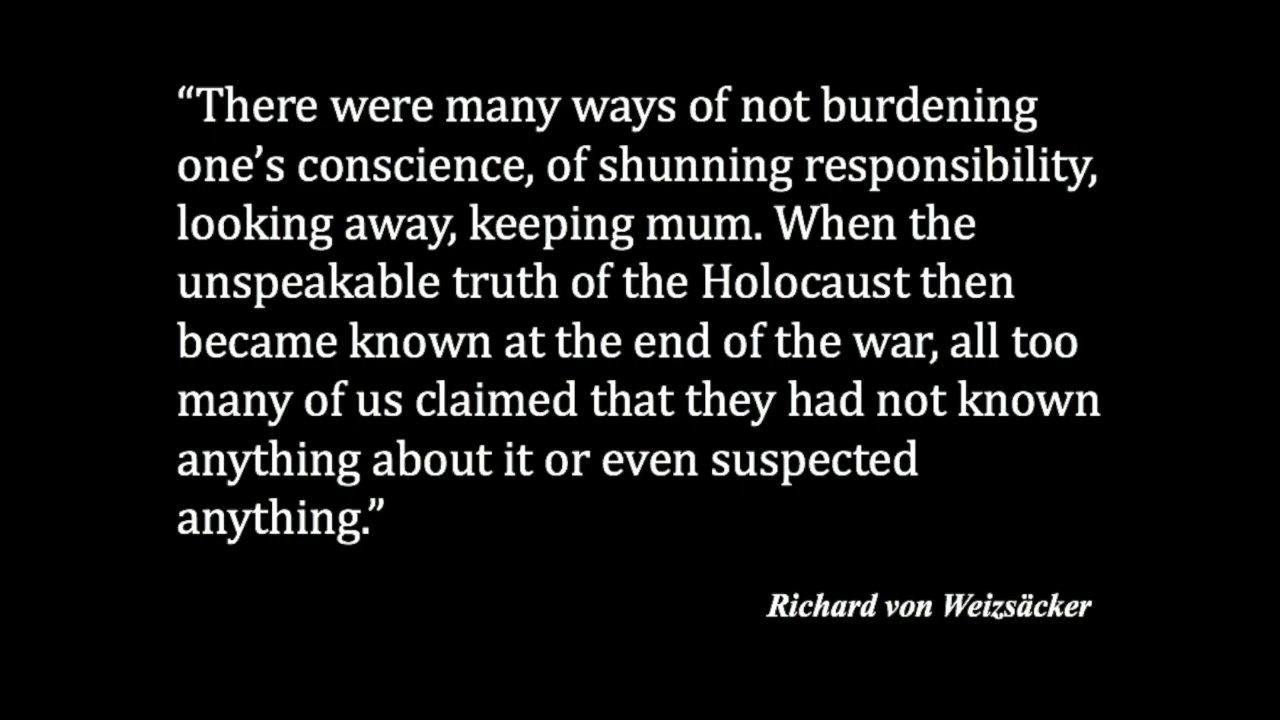 “There were many ways of not burdening
one’s conscience, of shunning responsibility,
looking away, keeping mum. When the
unspeakable truth of the Holocaust then
became known at the end of the war, all too
many of us claimed that they had not known
anything about it or even suspected
anything.”
Richard von Weizsäcker